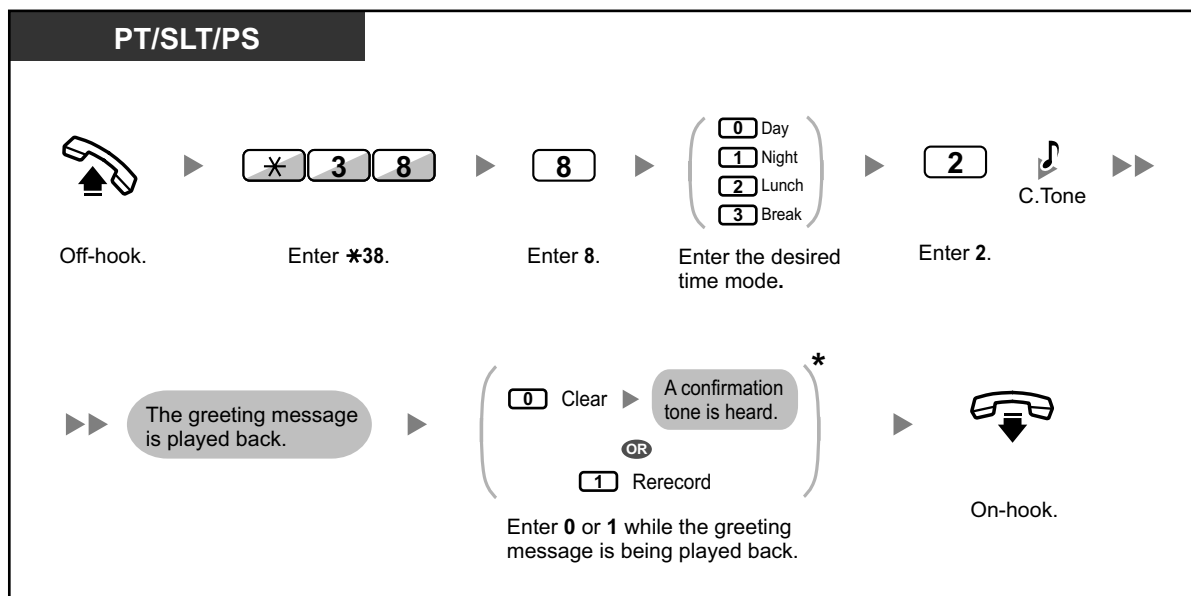 PT/SLT/PS
0 Day
1 Night
2 Lunch
3 Break
* 3 8
8
2
C.Tone
Off-hook.
Enter *38.
Enter 8.
Enter the desired
time mode.
Enter 2.
The greeting message
is played back.
0 Clear
A confirmation
tone is heard.
*
OR
1 Rerecord
Enter 0 or 1 while the greeting
message is being played back.
On-hook.